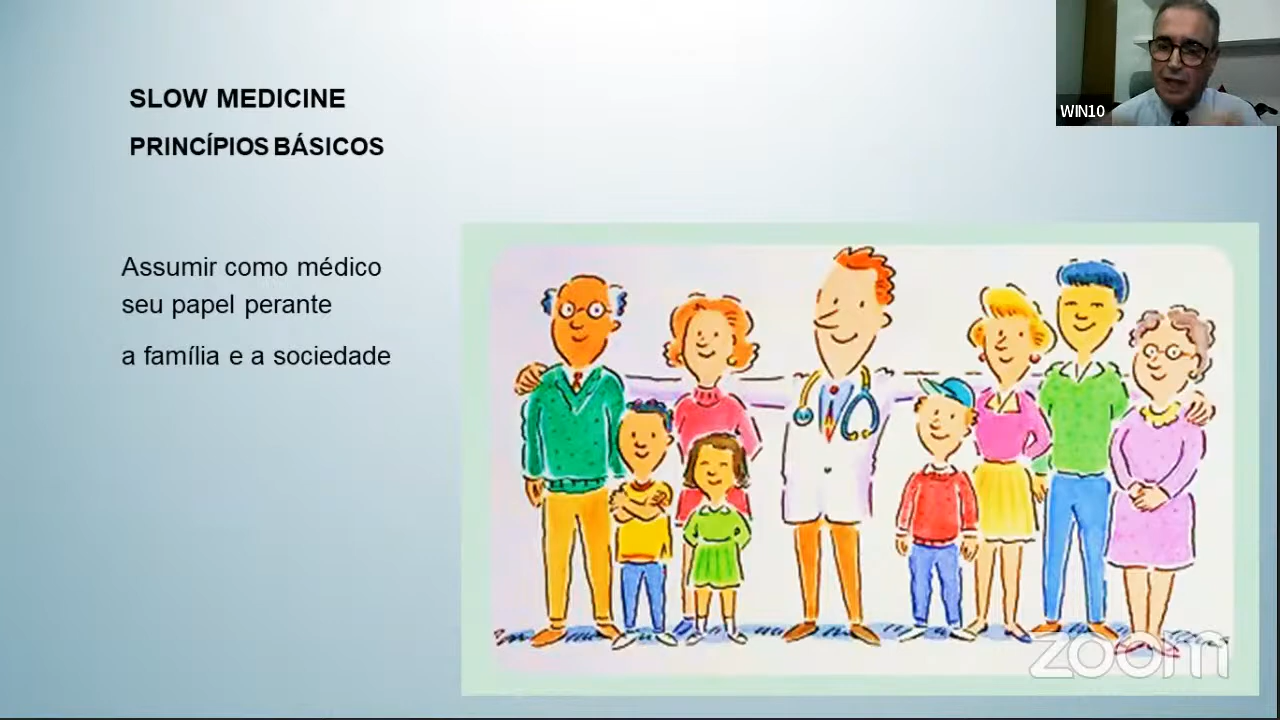 SLOW MEDICINE
PRINCÍPIOS BÁSICOS
Assumir como médico
seu papel perante
a família e a sociedade
WIN10
zoom